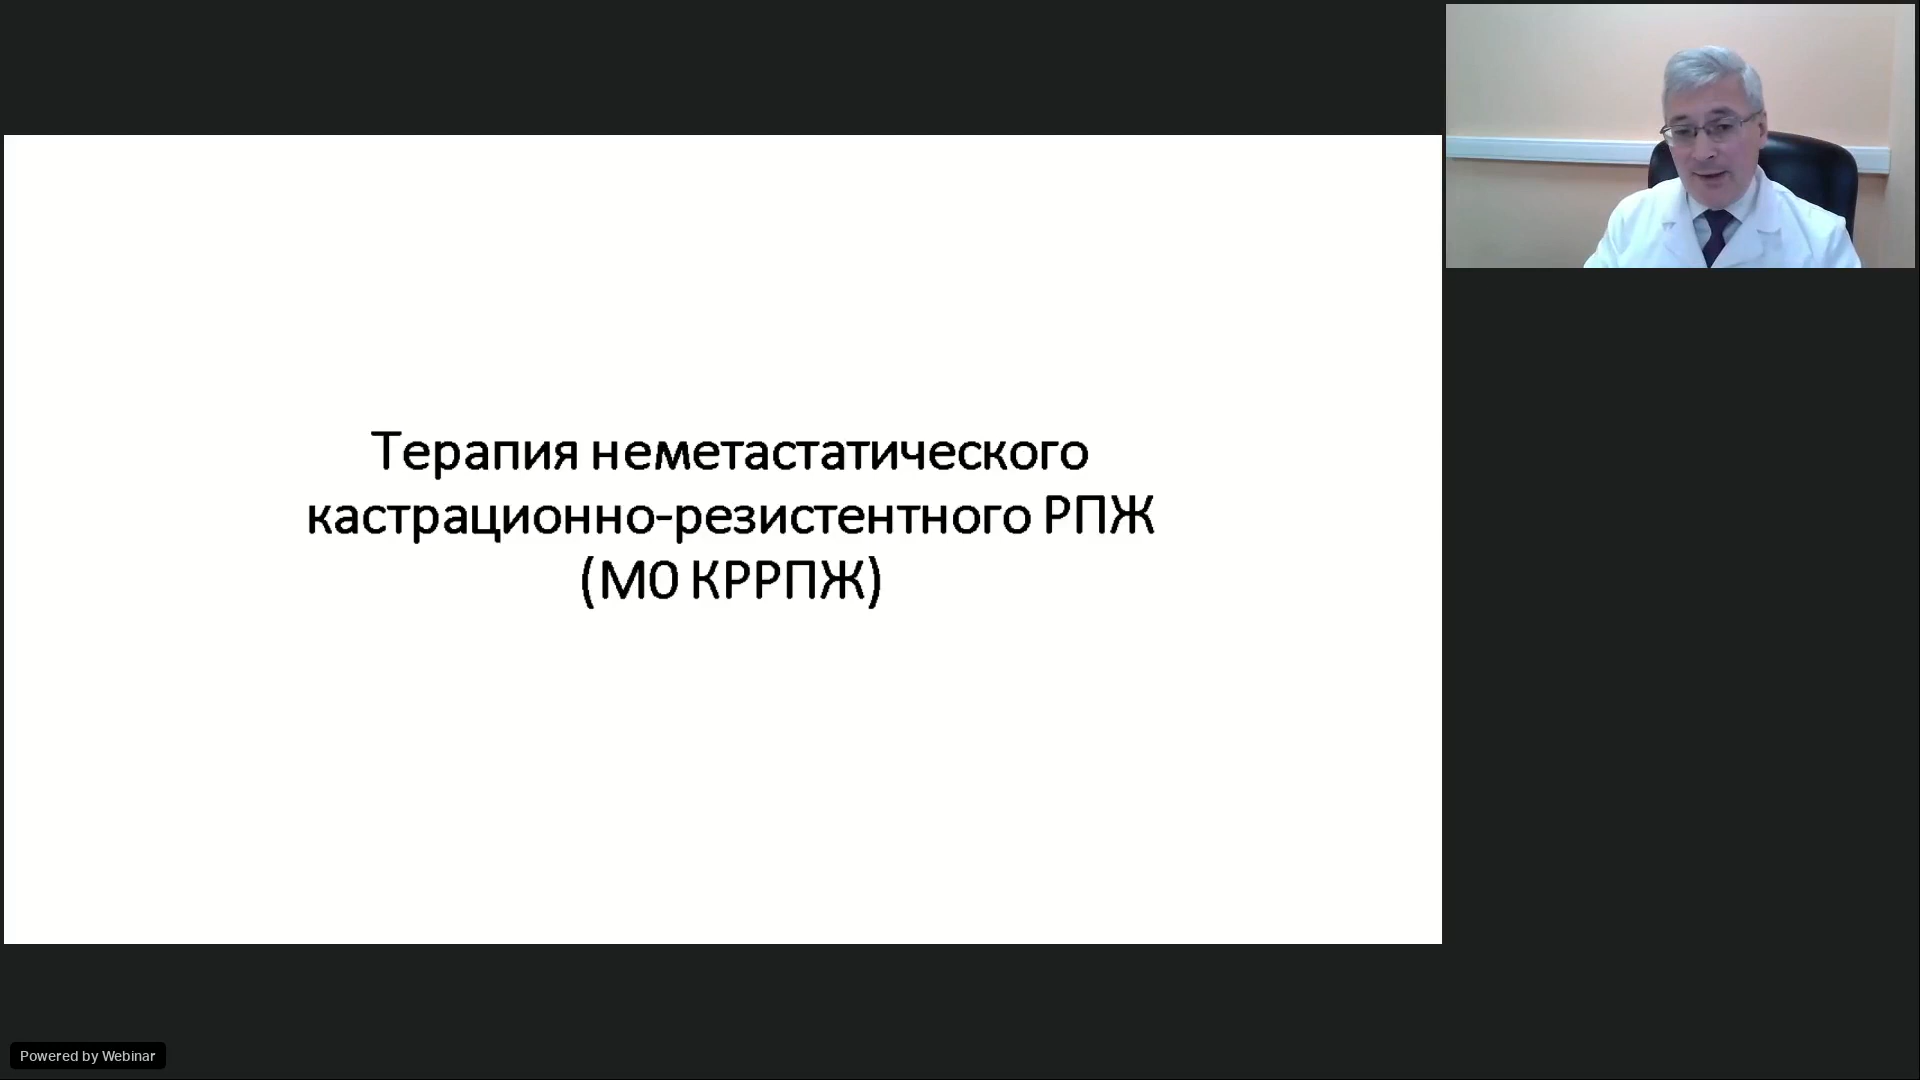 Терапия неметастатического
кастрационно-резистентного РПЖ
(М0 КРРПЖ)
Powered by Webinar